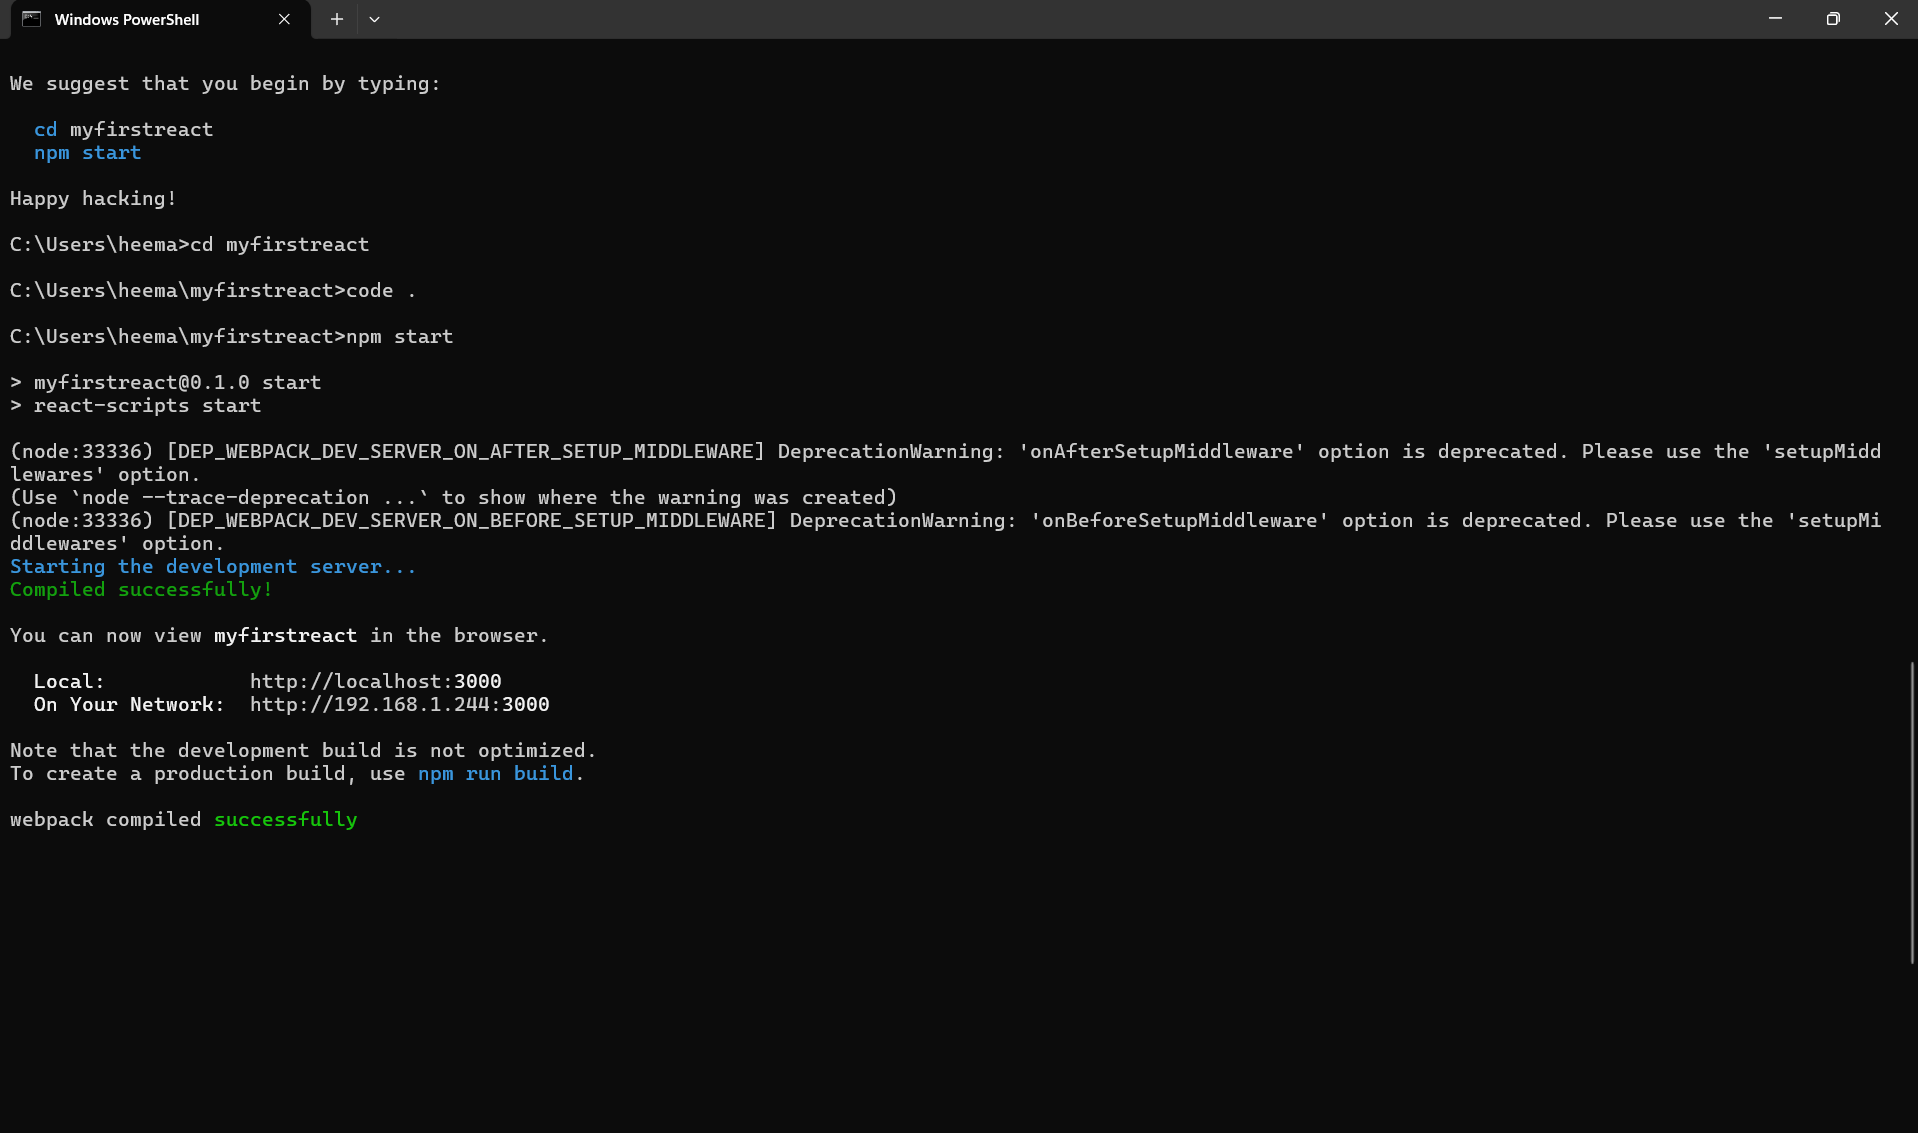 Windows PowerShell
We suggest that you begin by typing:
cd myfirstreact
npm start
Happy hacking!
C:\Users\heema>cd myfirstreact
C:\Users\heema\myfirstreact>code .
C:\Users\heema\myfirstreact>npm start
> myfirstreact@0.1.0 start
> react-scripts start
(node:33336) [DEP_WEBPACK_DEV_SERVER_ON_AFTER_SETUP_MIDDLEWARE] DeprecationWarning: 'onAfterSetupMiddleware' option is deprecated. Please use the 'setupMidd
lewares' option.
(Use `node --trace-deprecation ...` to show where the warning was created)
(node:33336) [DEP_WEBPACK_DEV_SERVER_ON_BEFORE_SETUP_MIDDLEWARE] DeprecationWarning: 'onBeforeSetupMiddleware' option is deprecated. Please use the 'setupMi
ddlewares' option.
Starting the development server...
Compiled successfully!
You can now view myfirstreact in the browser.
Local: http://localhost:3000
On Your Network: http://192.168.1.244:3000
Note that the development build is not optimized.
To create a production build, use npm run build.
webpack compiled successfully